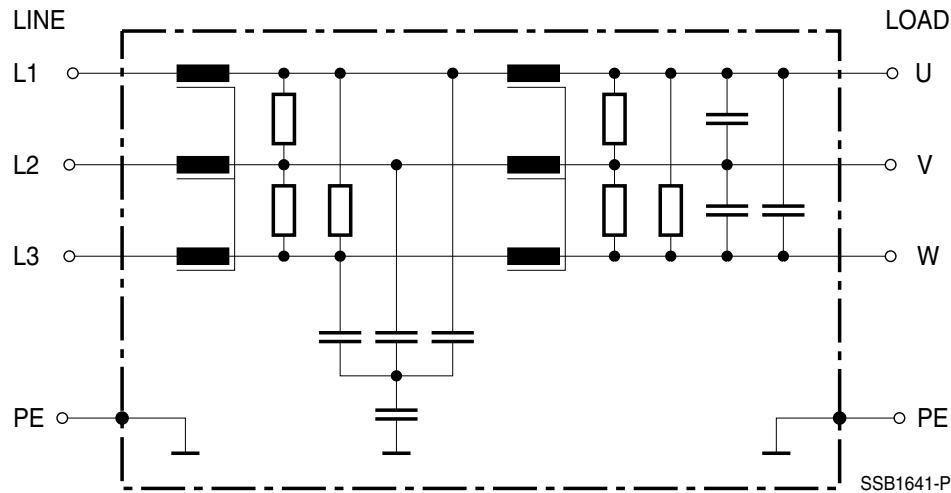 LINE LOAD
L1 U
L2 V
L3 W
PE PE
SSB1641-P